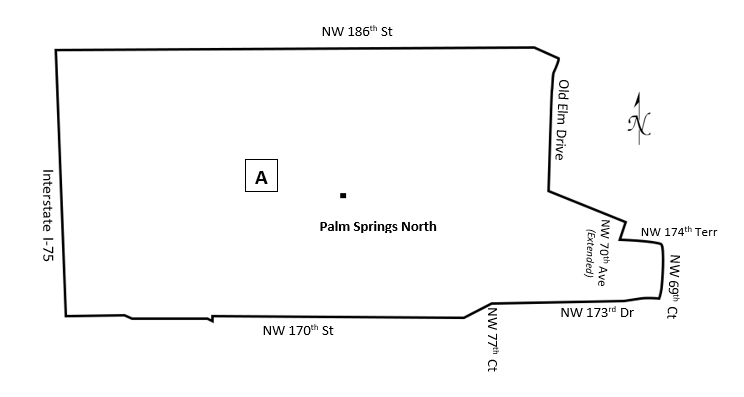 NW 186th St
Old Elm Drive
N
A
Interstate I-75
Palm Springs North
NW 70th Ave
(Extended)
NW 174th Terr
NW 69th Ct
NW 173rd Dr
NW 77th Ct
NW 170th St